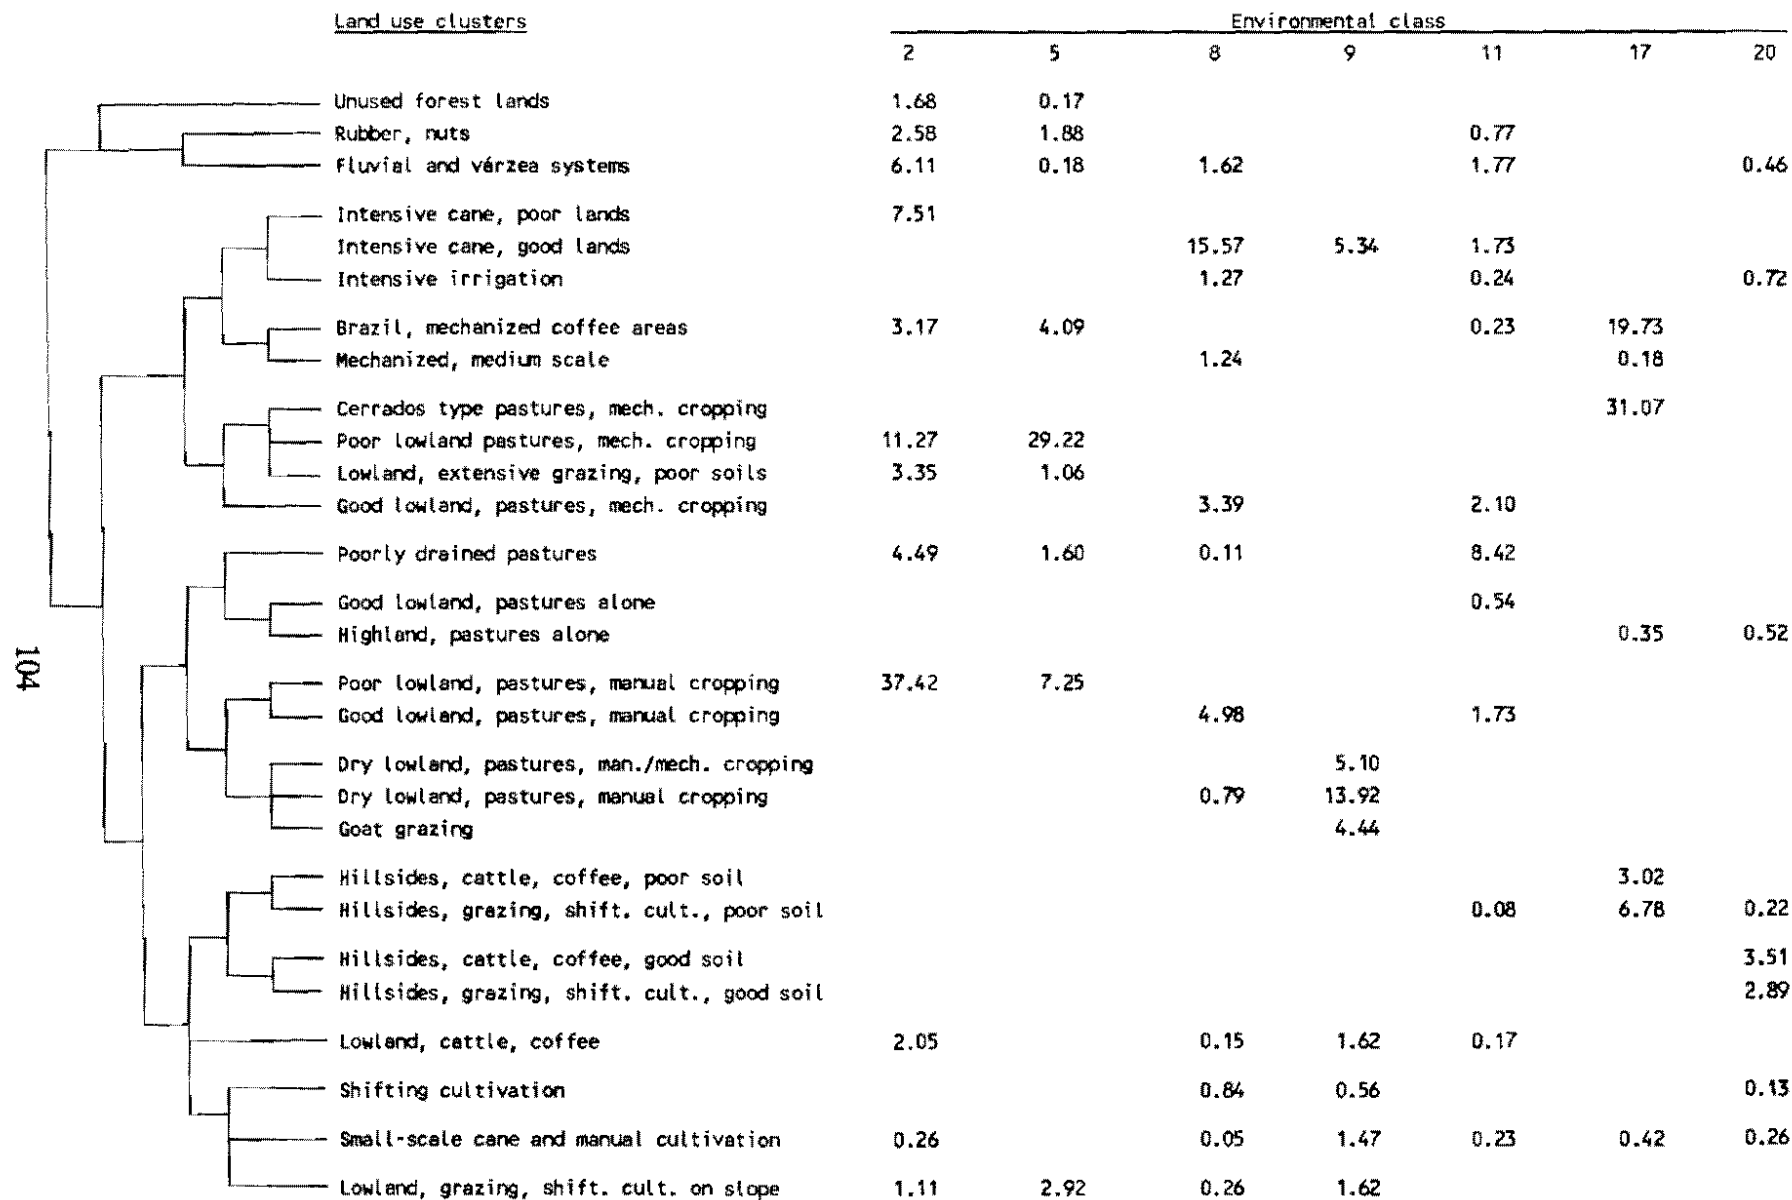 Land use clusters Environmental class
2 5 8 9 11 17 20
Unused forest lands 1.68 0.17
Rubber, nuts 2.58 1.88 0.77
Fluvial and várzea systems 6.11 0.18 1.62 1.77 0.46
Intensive cane, poor lands 7.51
Intensive cane, good lands 15.57 5.34 1.73
Intensive irrigation 1.27 0.24 0.72
Brazil, mechanized coffee areas 3.17 4.09 0.23 19.73
Mechanized, medium scale 1.24 0.18
Cerrados type pastures, mech. cropping 31.07
Poor lowland pastures, mech. cropping 11.27 29.22
Lowland, extensive grazing, poor soils 3.35 1.06
Good lowland, pastures, mech. cropping 3.39 2.10
Poorly drained pastures 4.49 1.60 0.11 8.42
Good lowland, pastures alone 0.54
Highland, pastures alone 0.35 0.52
Poor lowland, pastures, manual cropping 37.42 7.25
Good lowland, pastures, manual cropping 4.98 1.73
Dry lowland, pastures, man./mech. cropping 5.10
Dry lowland, pastures, manual cropping 0.79 13.92
Goat grazing 4.44
Hillsides, cattle, coffee, poor soil 3.02
Hillsides, grazing, shift. cult., poor soil 0.08 6.78 0.22
Hillsides, cattle, coffee, good soil 3.51
Hillsides, grazing, shift. cult., good soil 2.89
Lowland, cattle, coffee 2.05 0.15 1.62 0.17
Shifting cultivation 0.84 0.56 0.13
Small-scale cane and manual cultivation 0.26 0.05 1.47 0.23 0.42 0.26
Lowland, grazing, shift. cult. on slope 1.11 2.92 0.26 1.62
104